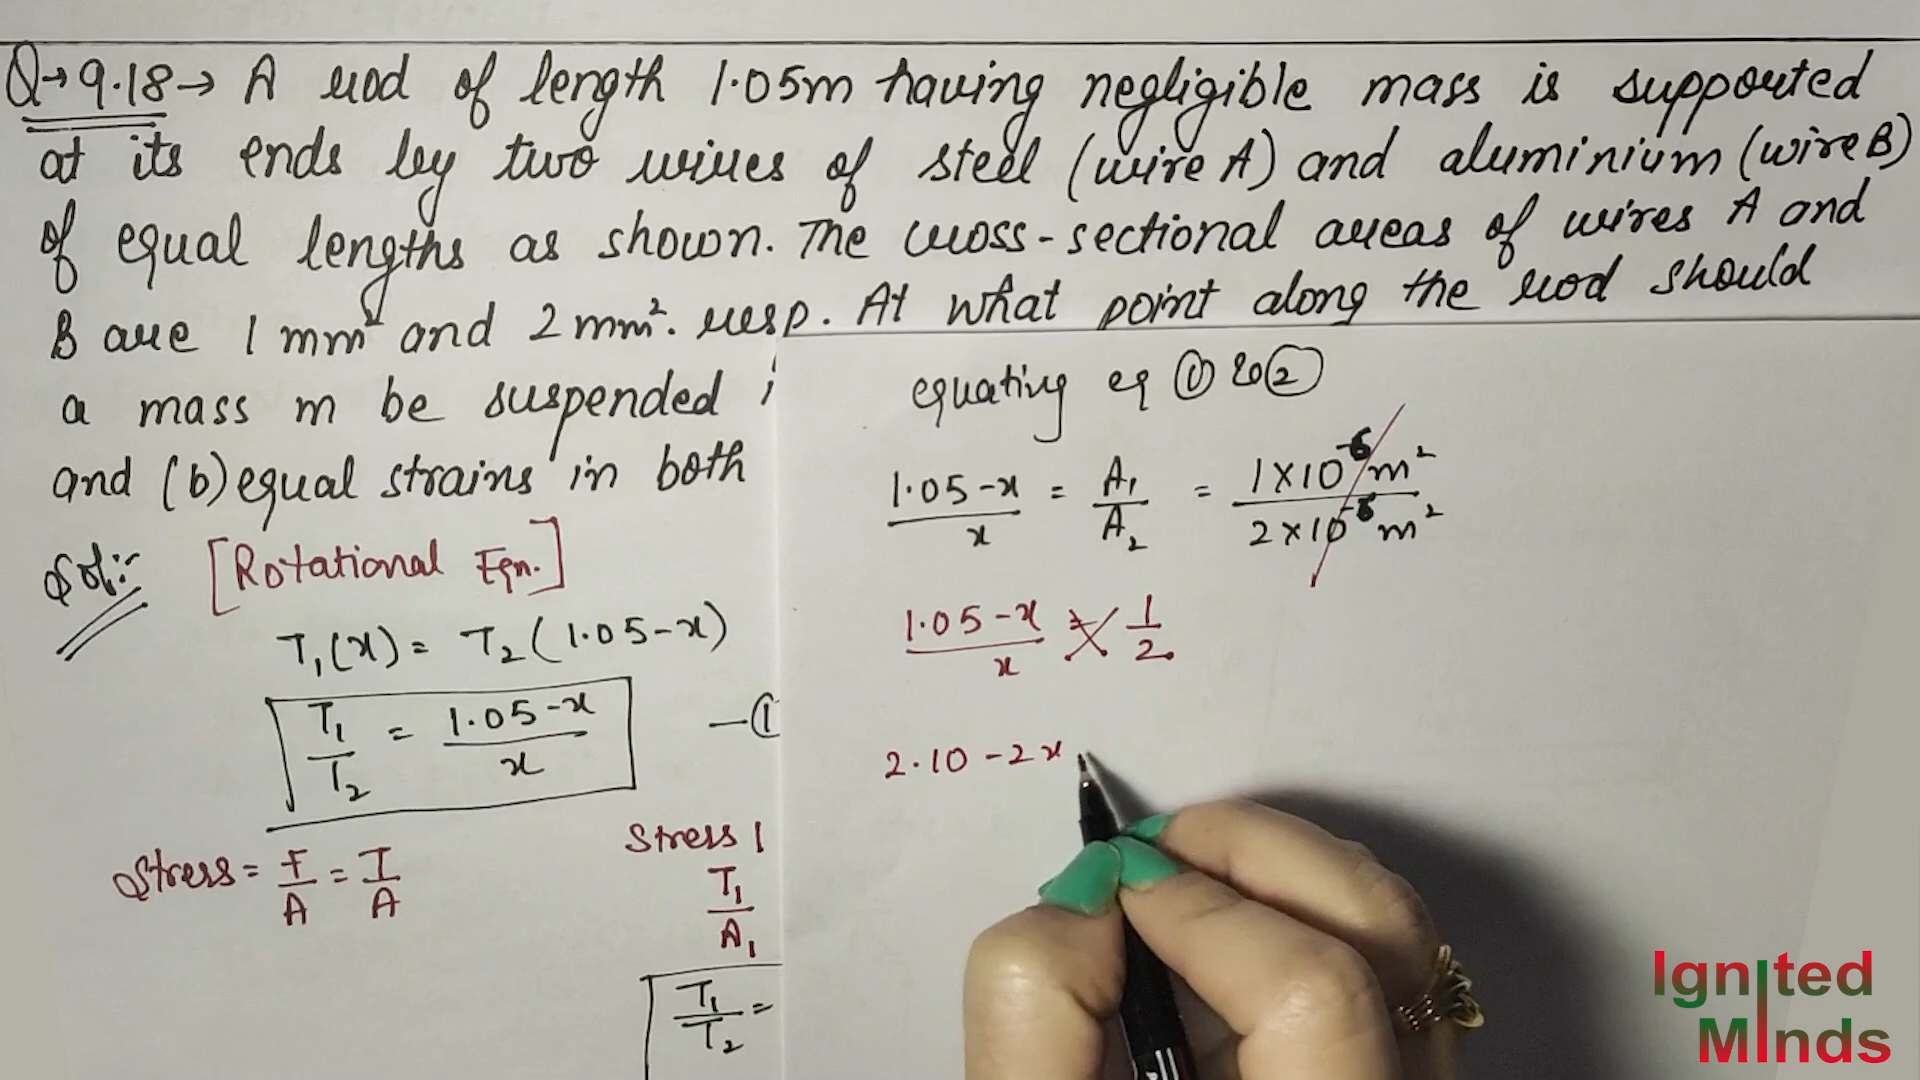 Q→9.18→ A rod of length 1.05m having negligible mass is supported
at its ends by two wires of steel (wire A) and aluminium (wire B)
of equal lengths as shown. The cross-sectional areas of wires A and
B are 1 mm² and 2 mm². resp. At what point along the rod should
a mass m be suspended
and (b) equal strains in both
Sol:-
[Rotational Eqn.]
T₁(x) = T₂(1.05-x)
T₁/T₂ = 1.05-x/x —①
Stress = F/A = T/A
Stress 1
T₁/A₁
T₁/T₂ =
equating eq ① & ②
1.05-x/x = A₁/A₂ = 1×10⁻⁶m²/2×10⁻⁶m²
1.05-x/x = 1/2
2.10-2x
Ignited
Minds